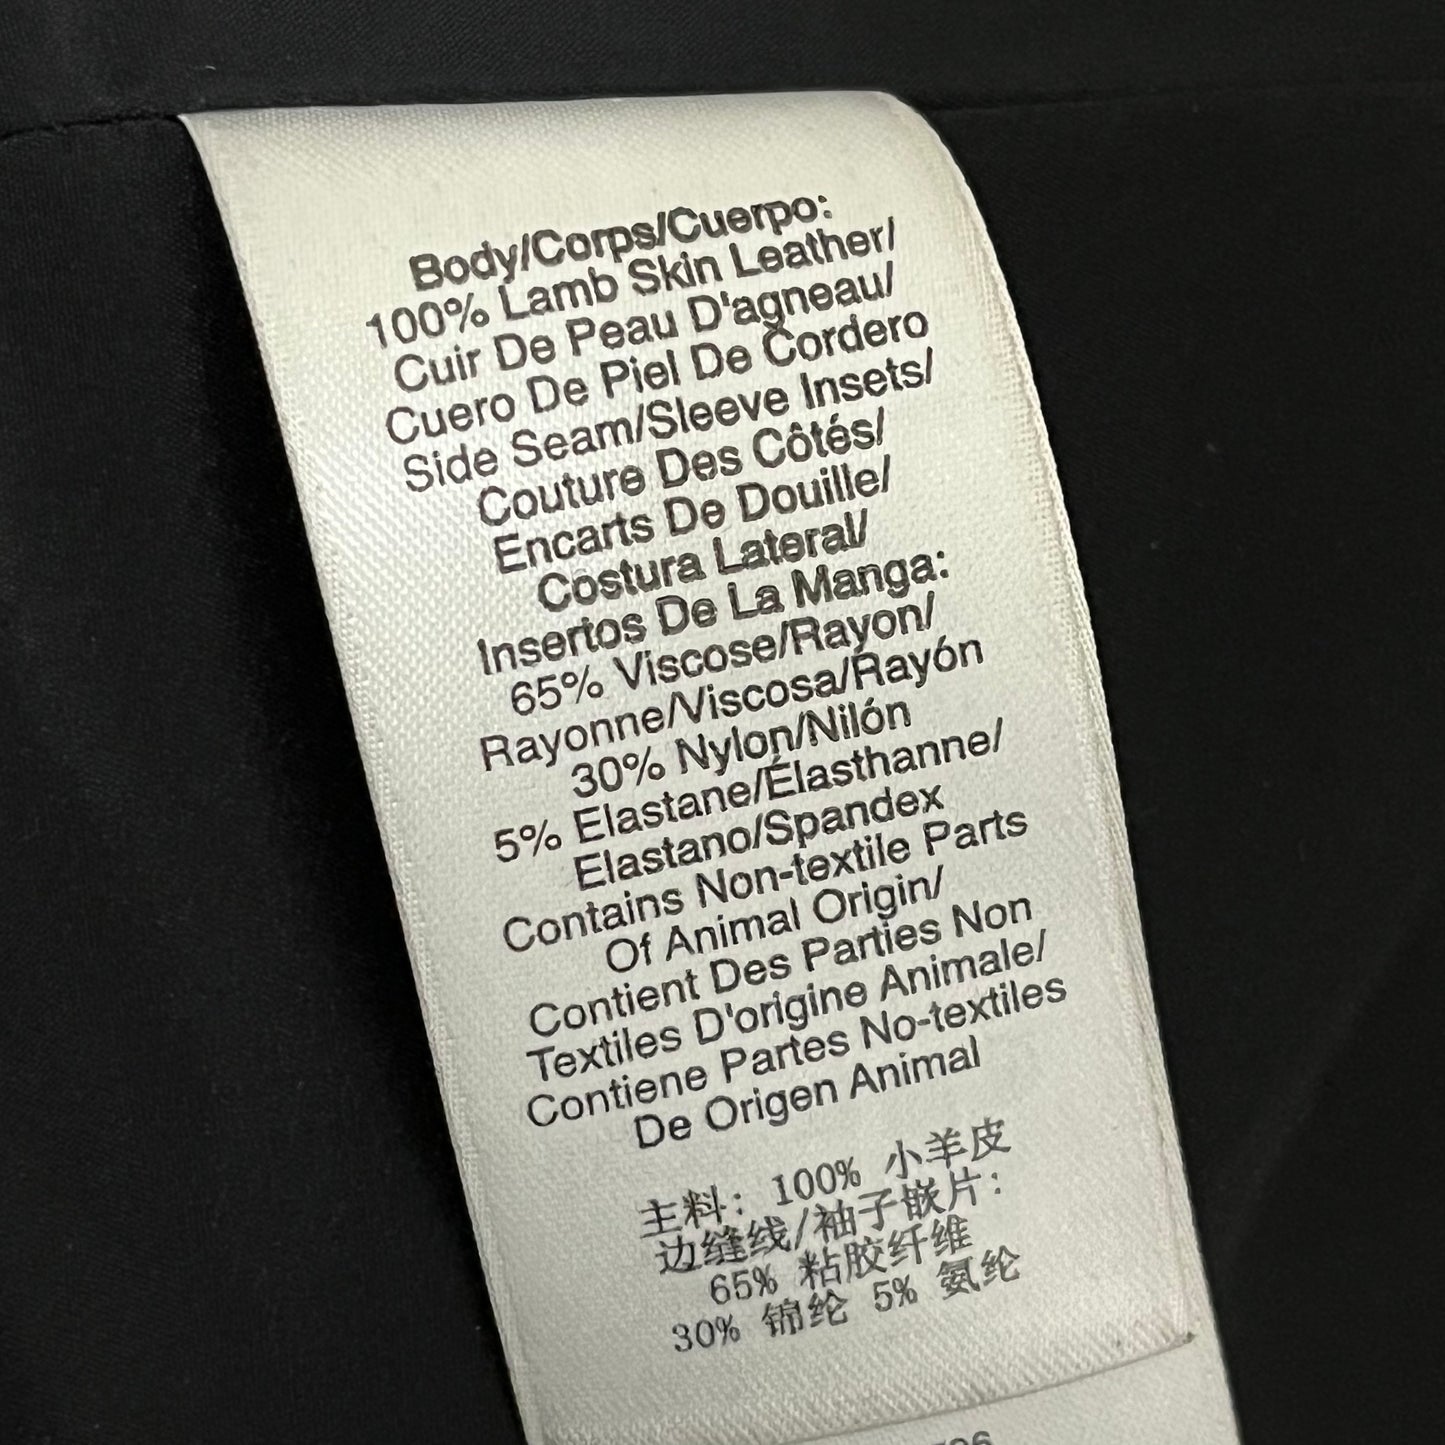 Body/Corps/Cuerpo:
100% Lamb Skin Leather/
Cuir De Peau D'agneau/
Cuero De Piel De Cordero
Side Seam/Sleeve Insets/
Couture Des Côtés/
Encarts De Douille/
Costura Lateral/
Insertos De La Manga:
65% Viscose/Rayon/
Rayonne/Viscosa/Rayón
30% Nylon/Nilón
5% Elastane/Élasthanne/
Elastano/Spandex
Contains Non-textile Parts
Of Animal Origin/
Contient Des Parties Non
Textiles D'origine Animale/
Contiene Partes No-textiles
De Origen Animal
主料: 100% 小羊皮
边缝线/袖子嵌片:
65% 粘胶纤维
30% 锦纶 5% 氨纶